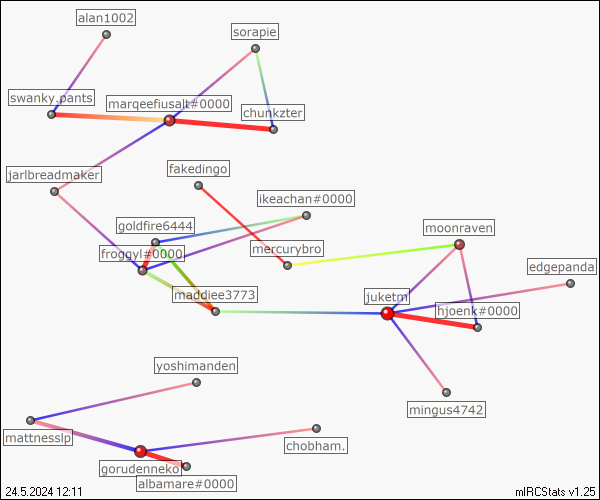 alan1002
sorapie
swanky.pants
marqeefiusalt#0000
chunkzter
jarlbreadmaker
fakedingo
ikeachan#0000
goldfire6444
moonraven
froggyl#0000
mercurybro
edgepanda
maddiee3773
juketm
hjoenk#0000
yoshimanden
mingus4742
mattnesslp
chobham.
gorudenneko
albamare#0000
24.5.2024 12:11
mIRCStats v1.25